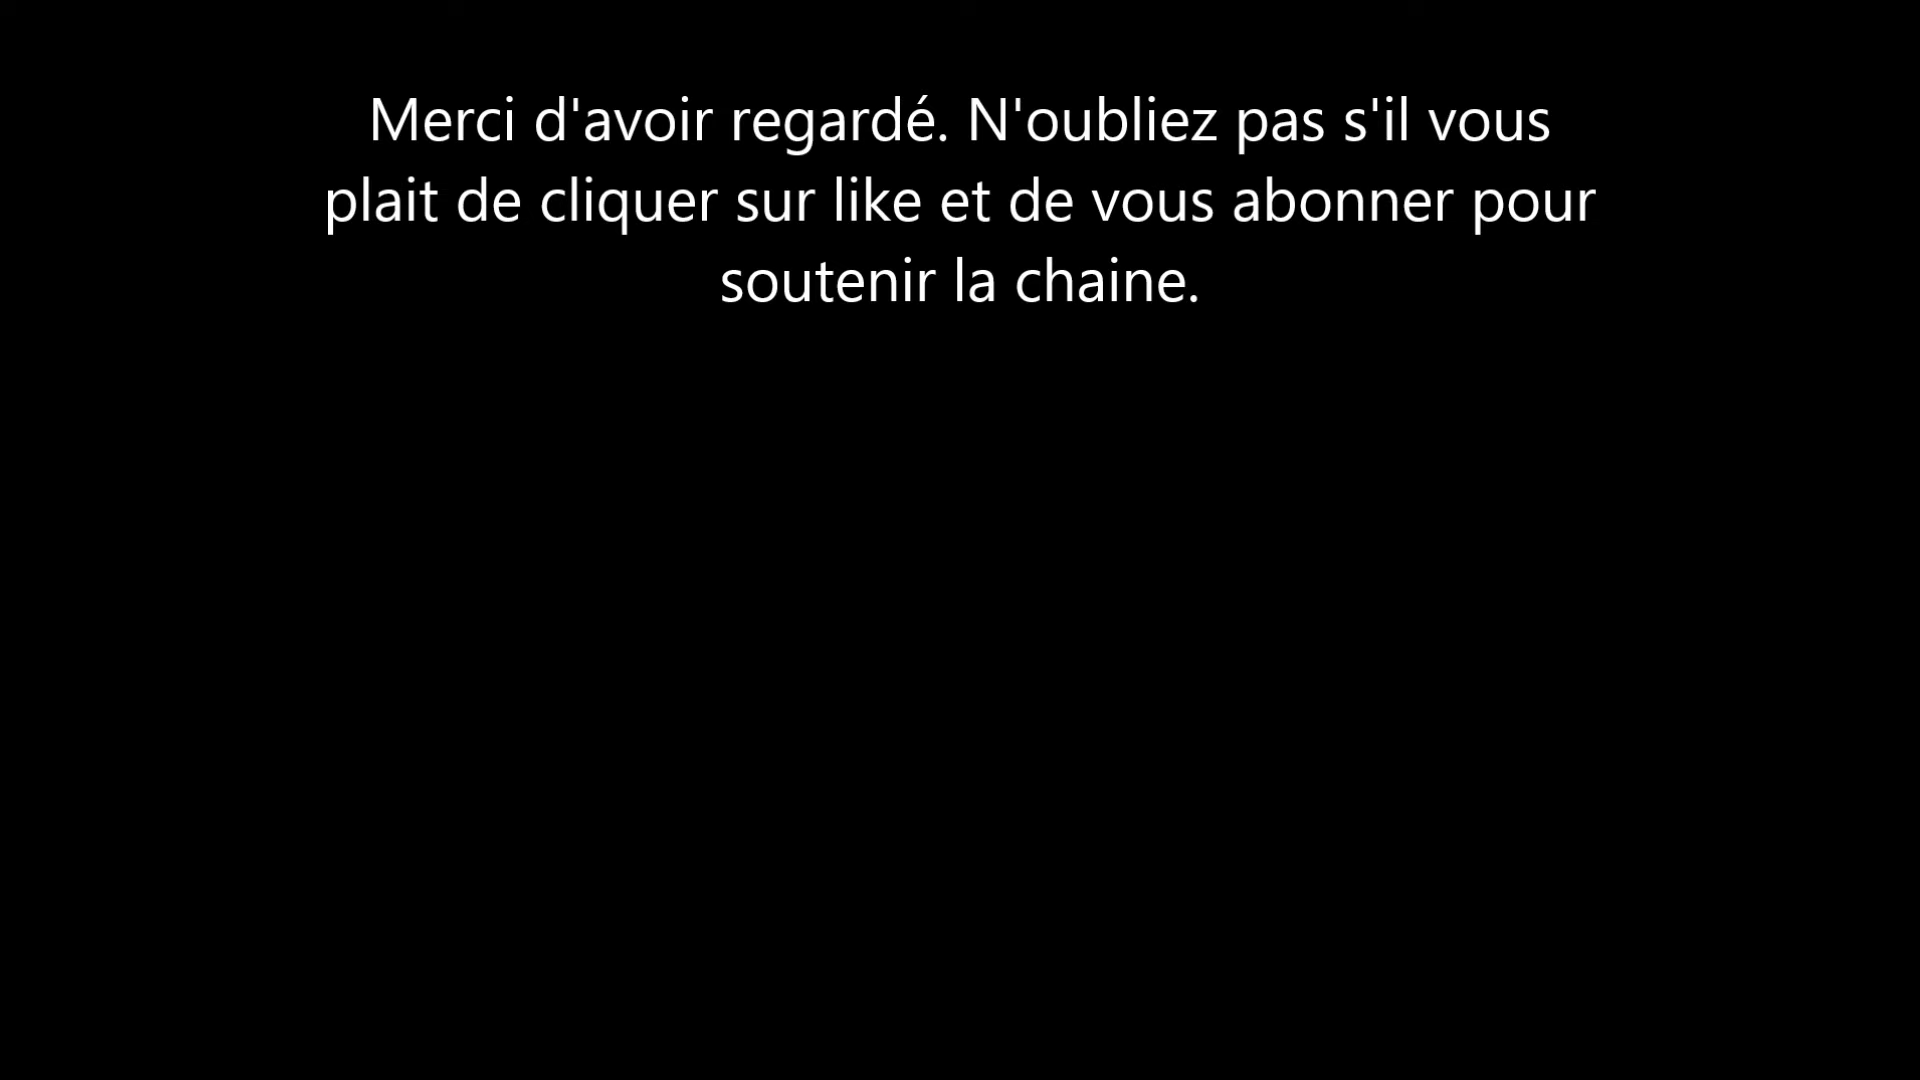 Merci d'avoir regardé. N'oubliez pas s'il vous
plait de cliquer sur like et de vous abonner pour
soutenir la chaine.